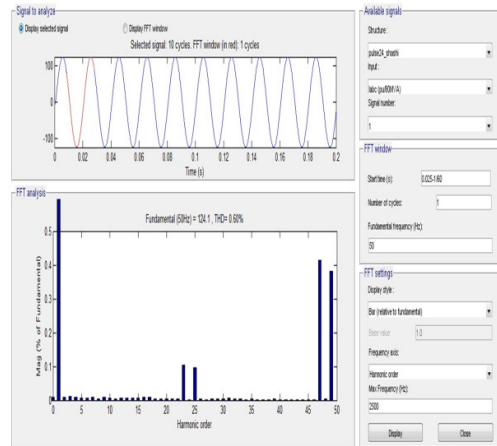 Signal to analyze
Display selected signal
Display FFT window
Selected signal: 10 cycles. FFT window (in red): 1 cycles
100
0
-100
0 0.02 0.04 0.06 0.08 0.1 0.12 0.14 0.16 0.18 0.2
Time (s)
FFT analysis
Fundamental (50Hz) = 124.1 , THD= 0.60%
0.5
0.4
0.3
0.2
0.1
0
Mag (% of Fundamental)
0 5 10 15 20 25 30 35 40 45 50
Harmonic order
Available signals
Structure :
pulse24_shashi
Input :
Iabc (pu/80MVA)
Signal number:
1
FFT window
Start time (s):
0.025-1/60
Number of cycles:
1
Fundamental frequency (Hz):
50
FFT settings
Display style :
Bar (relative to fundamental)
Base value:
1.0
Frequency axis:
Harmonic order
Max Frequency (Hz):
2500
Display
Close